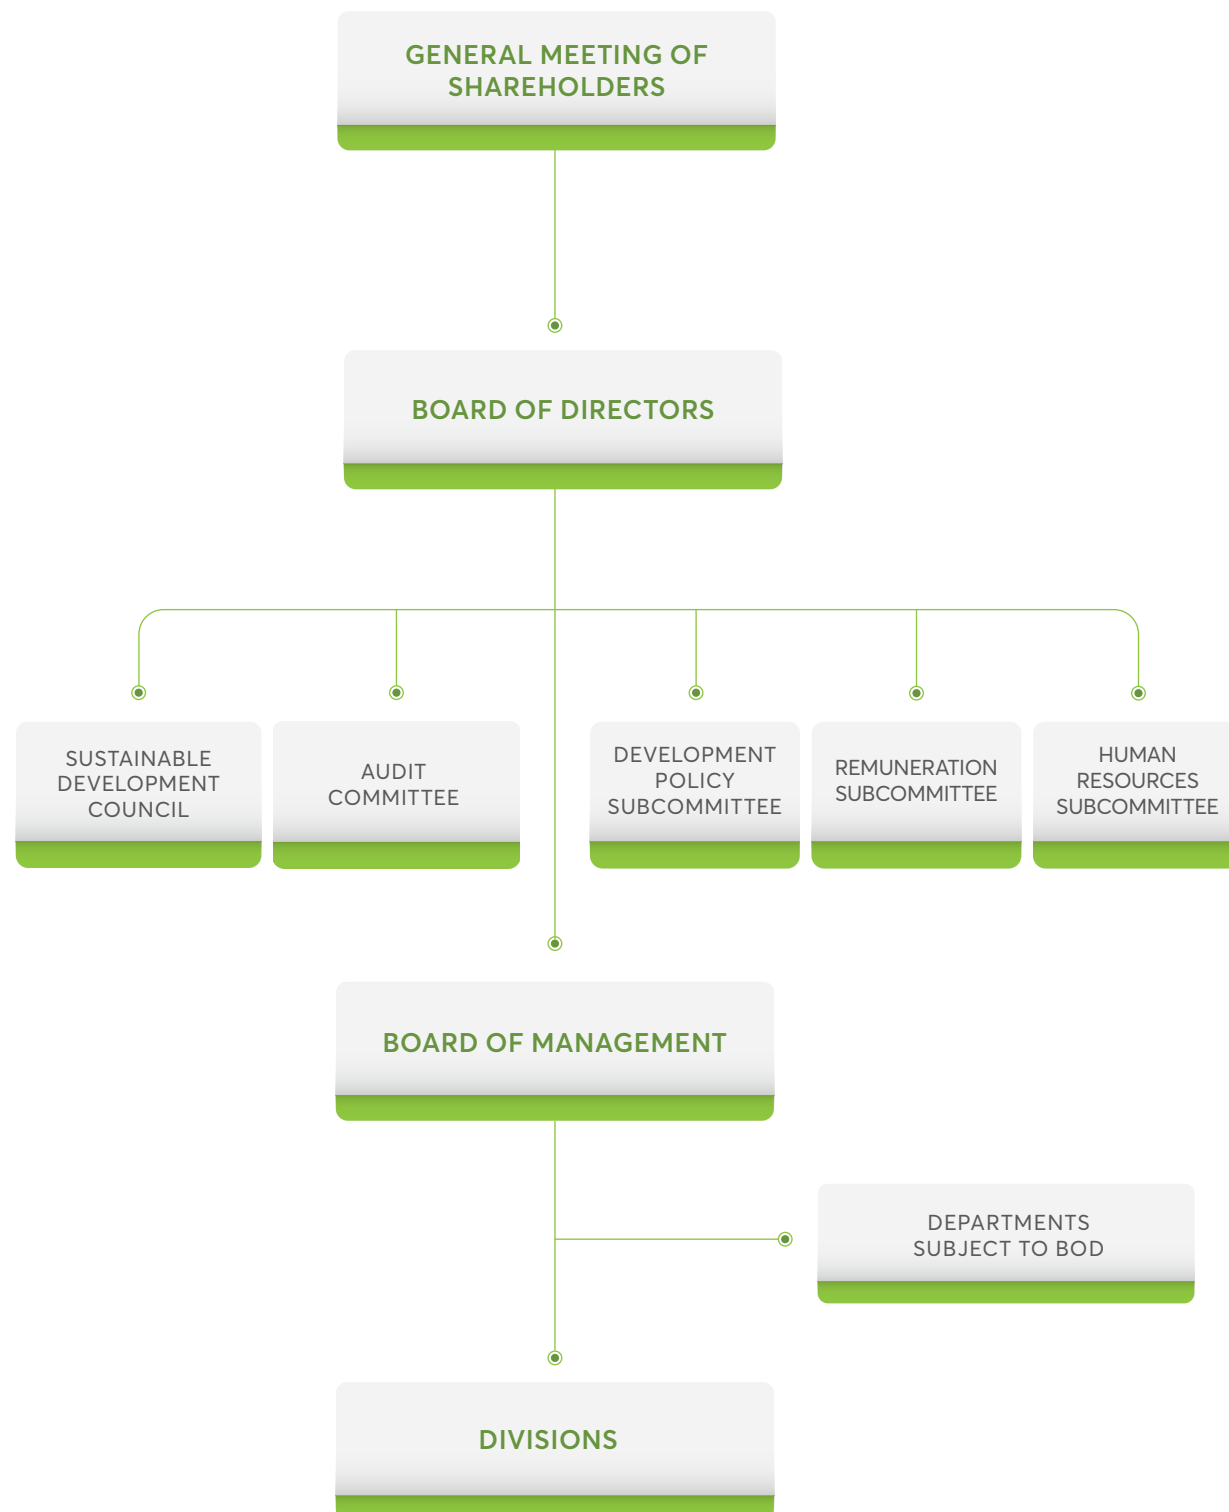 GENERAL MEETING OF
SHAREHOLDERS
BOARD OF DIRECTORS
SUSTAINABLE
DEVELOPMENT
COUNCIL
AUDIT
COMMITTEE
DEVELOPMENT
POLICY
SUBCOMMITTEE
REMUNERATION
SUBCOMMITTEE
HUMAN
RESOURCES
SUBCOMMITTEE
BOARD OF MANAGEMENT
DEPARTMENTS
SUBJECT TO BOD
DIVISIONS